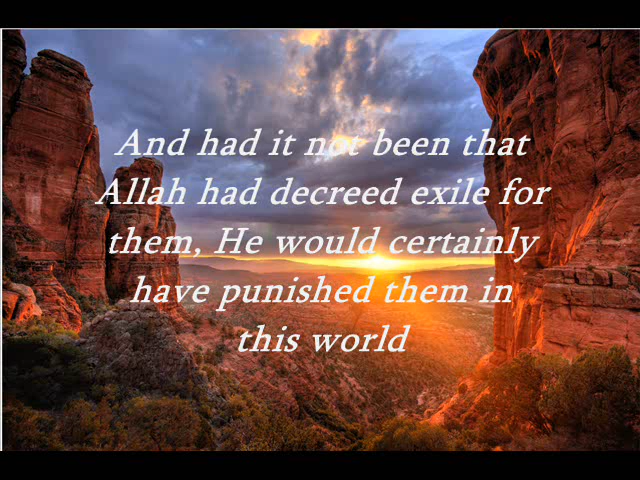 And had it not been that
Allah had decreed exile for
them, He would certainly
have punished them in
this world